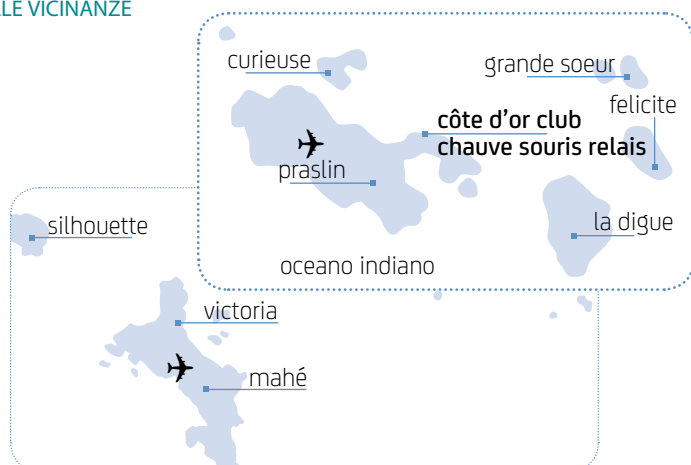 LE VICINANZE
curieuse
grande soeur
felicite
côte d'or club
chauve souris relais
praslin
la digue
silhouette
oceano indiano
victoria
mahé